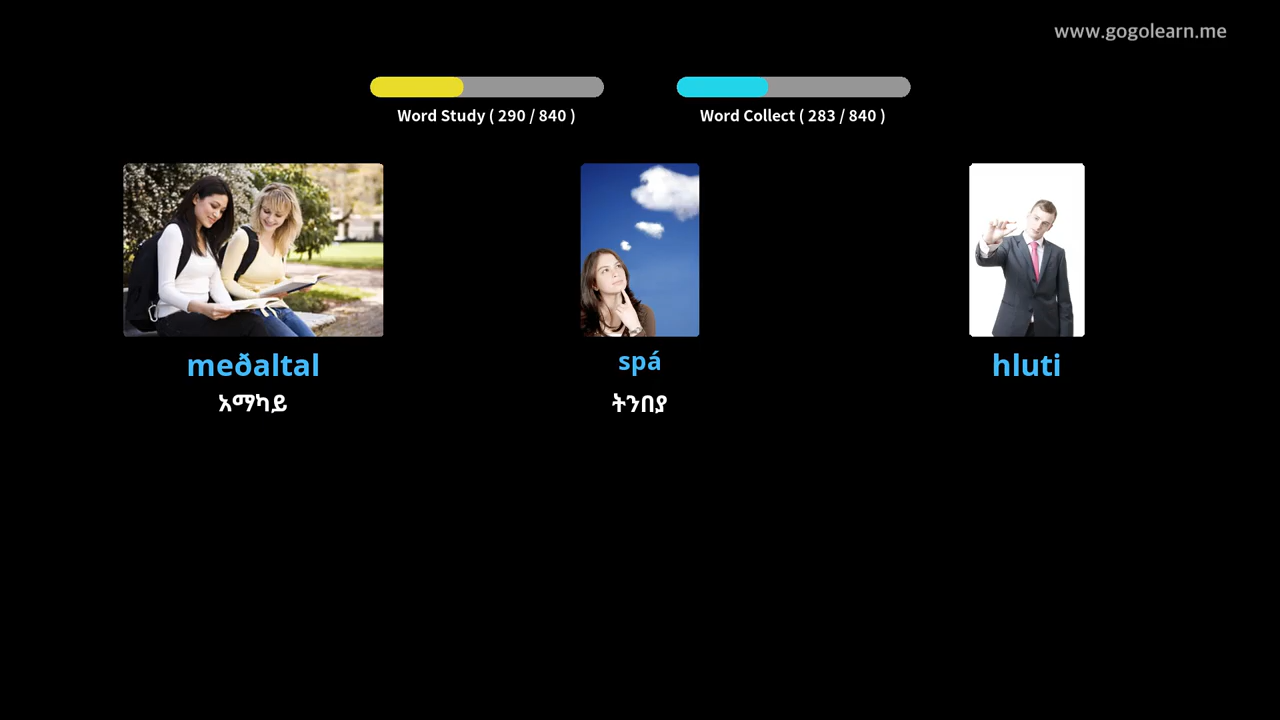 www.gogolearn.me
Word Study ( 290 / 840 )
Word Collect ( 283 / 840 )
meðaltal
አማካይ
spá
ትንበያ
hluti